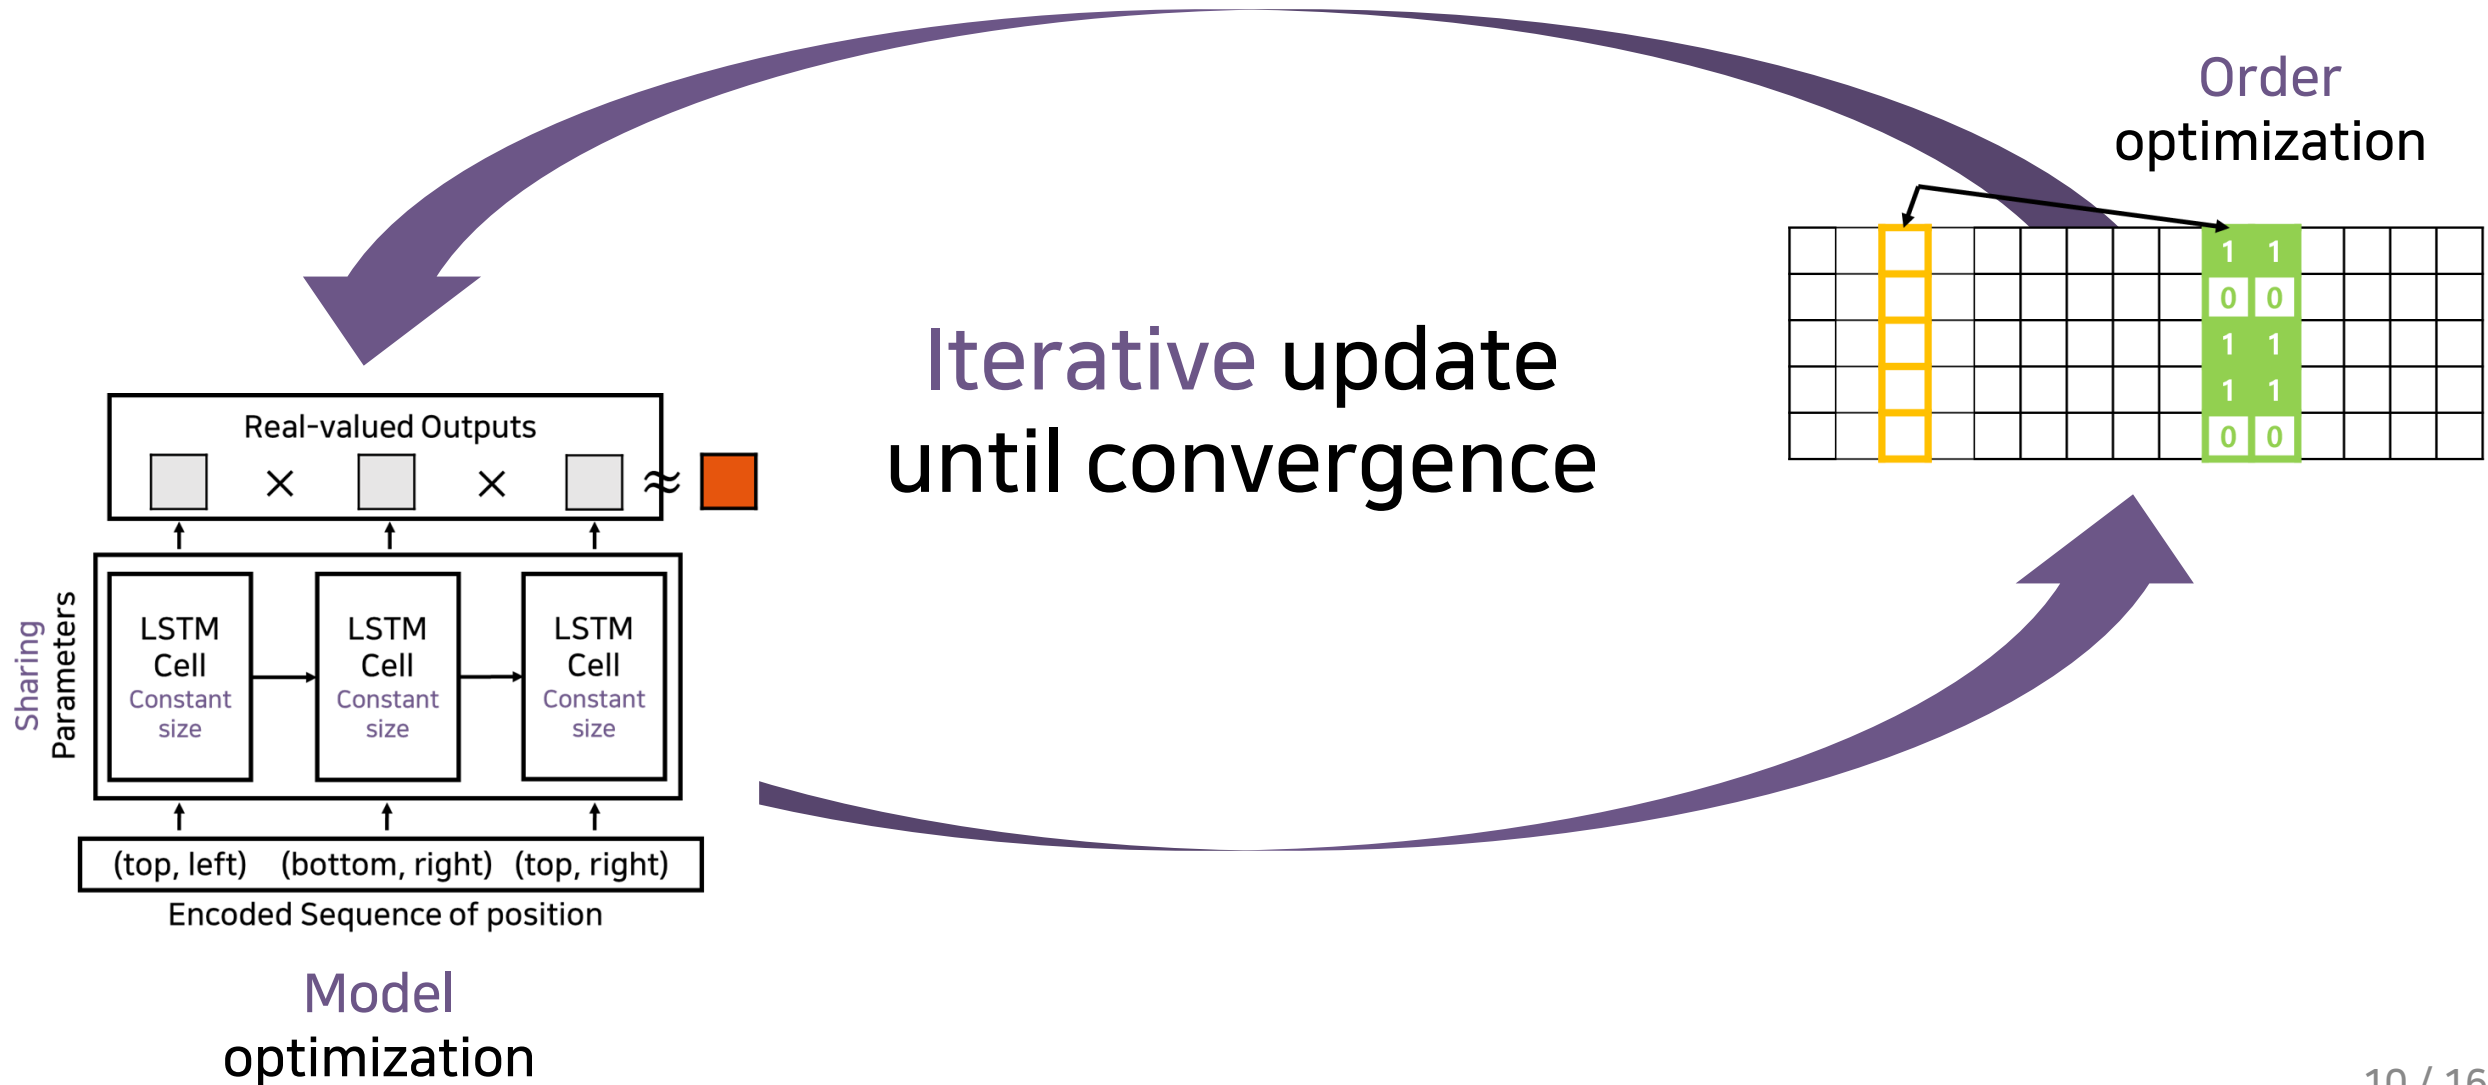 Order
optimization
1 1
0 0
1 1
1 1
0 0
Iterative update
until convergence
Real-valued Outputs
× × ≈
Sharing
Parameters
LSTM
Cell
Constant
size
LSTM
Cell
Constant
size
LSTM
Cell
Constant
size
(top, left) (bottom, right) (top, right)
Encoded Sequence of position
Model
optimization
10 / 16